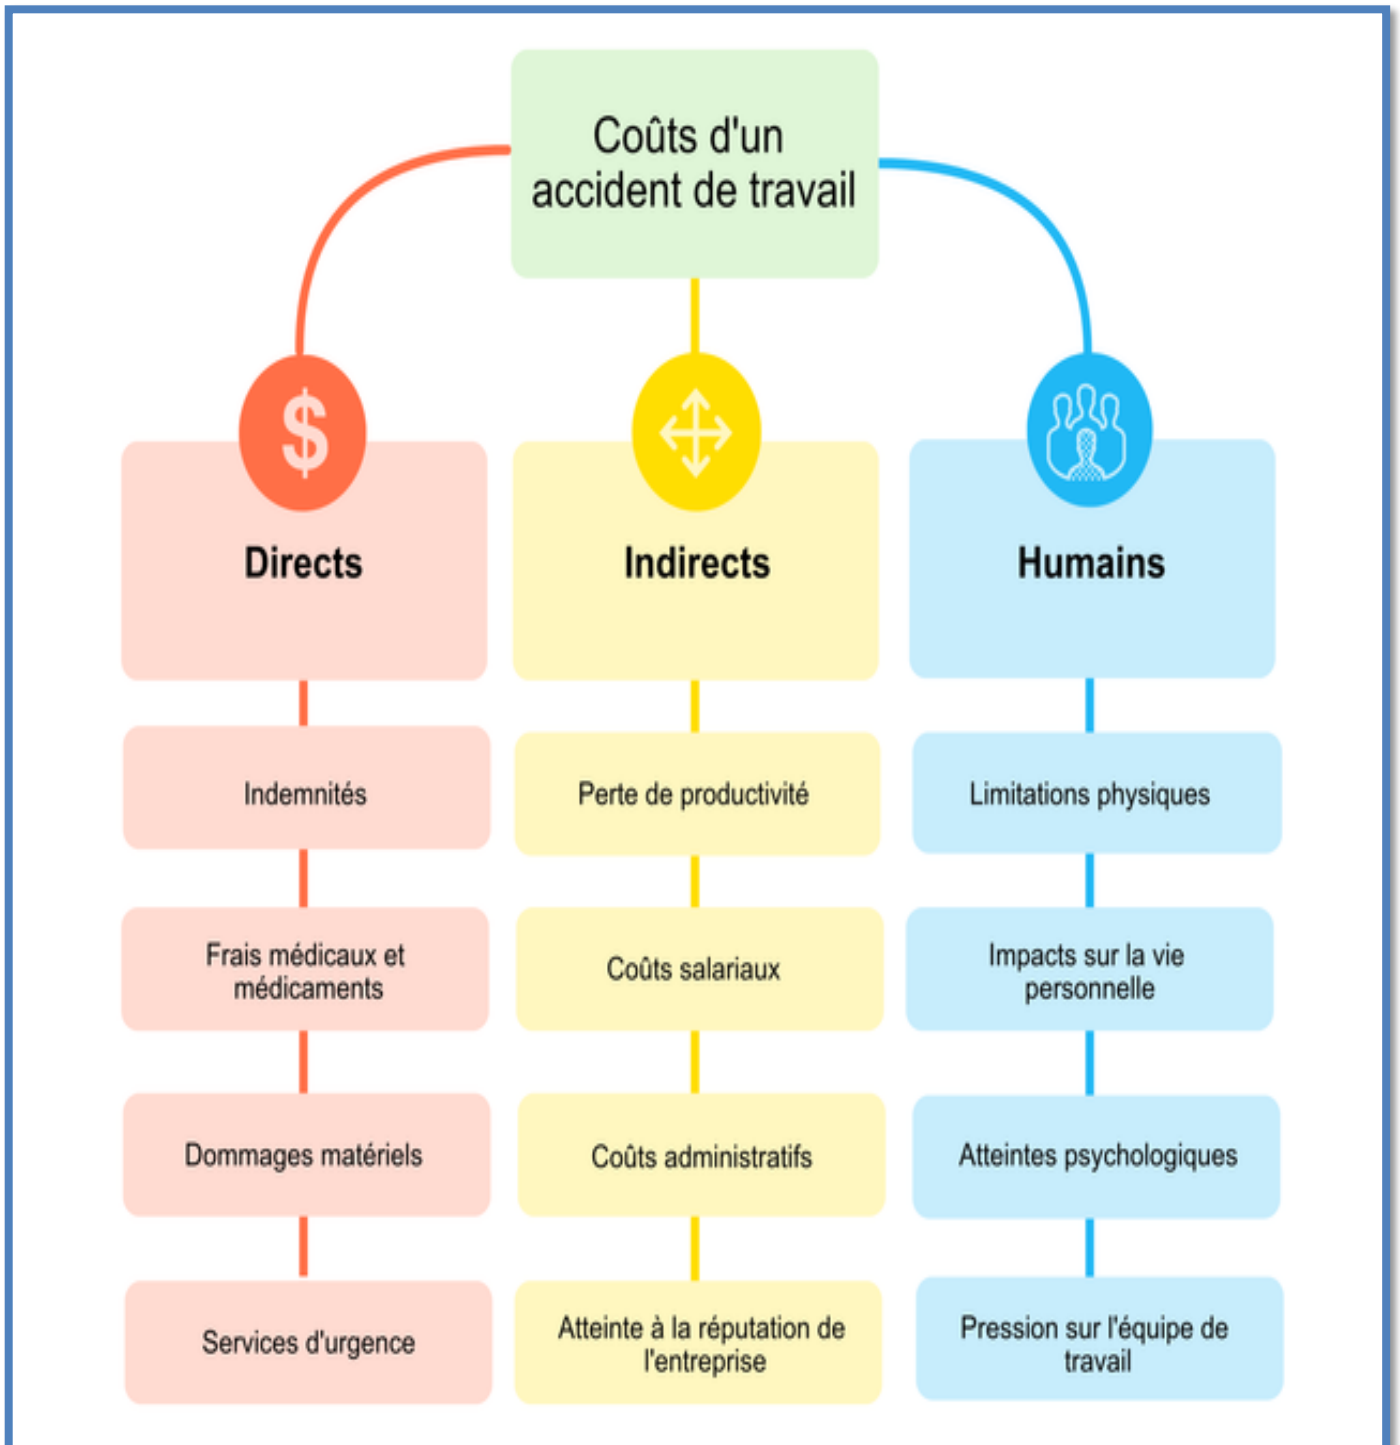 Coûts d'un
accident de travail
$
Directs
Indemnités
Frais médicaux et
médicaments
Dommages matériels
Services d'urgence
Indirects
Perte de productivité
Coûts salariaux
Coûts administratifs
Atteinte à la réputation de
l'entreprise
Humains
Limitations physiques
Impacts sur la vie
personnelle
Atteintes psychologiques
Pression sur l'équipe de
travail